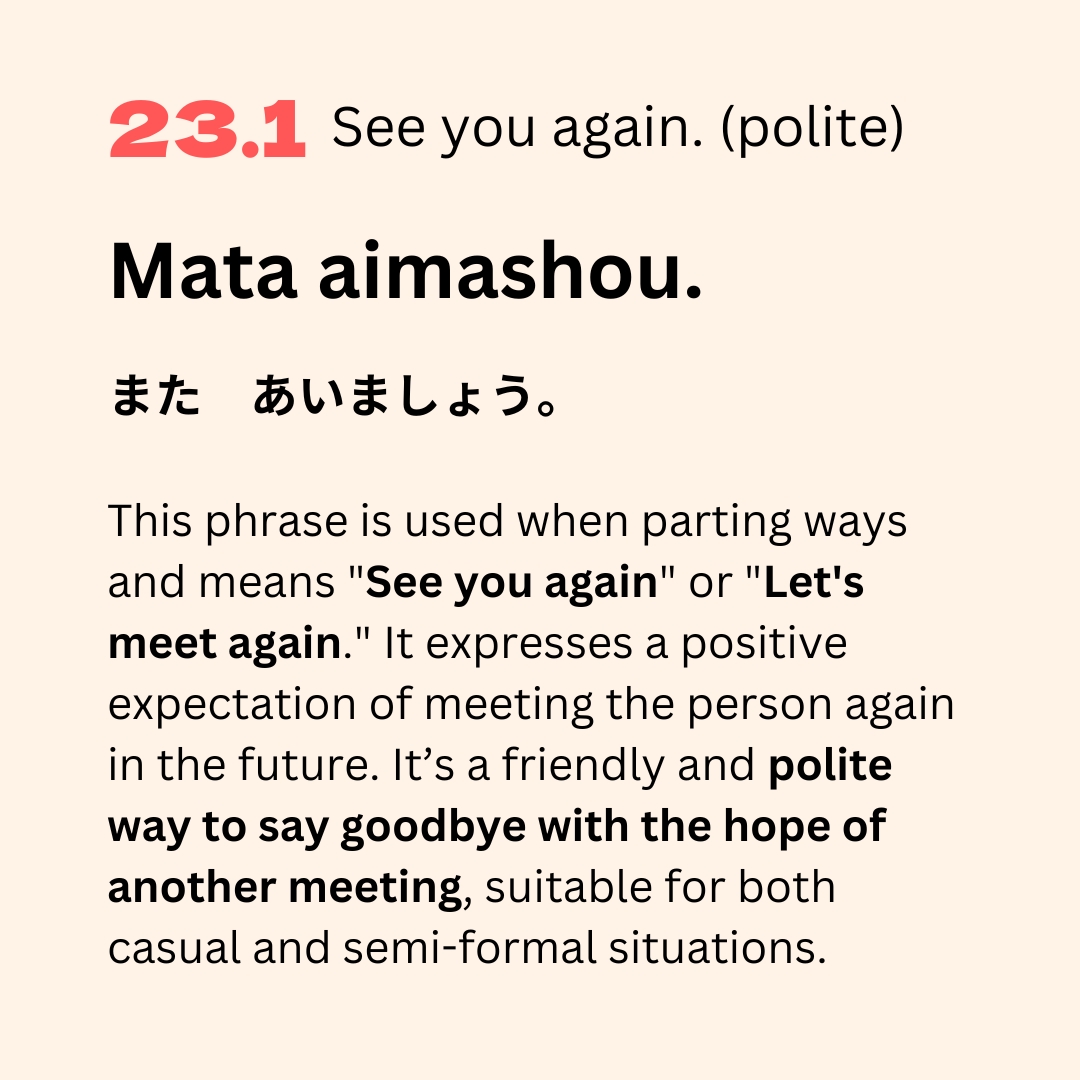 23.1 See you again. (polite)
Mata aimashou.
また　あいましょう。
This phrase is used when parting ways
and means "See you again" or "Let's
meet again." It expresses a positive
expectation of meeting the person again
in the future. It’s a friendly and polite
way to say goodbye with the hope of
another meeting, suitable for both
casual and semi-formal situations.